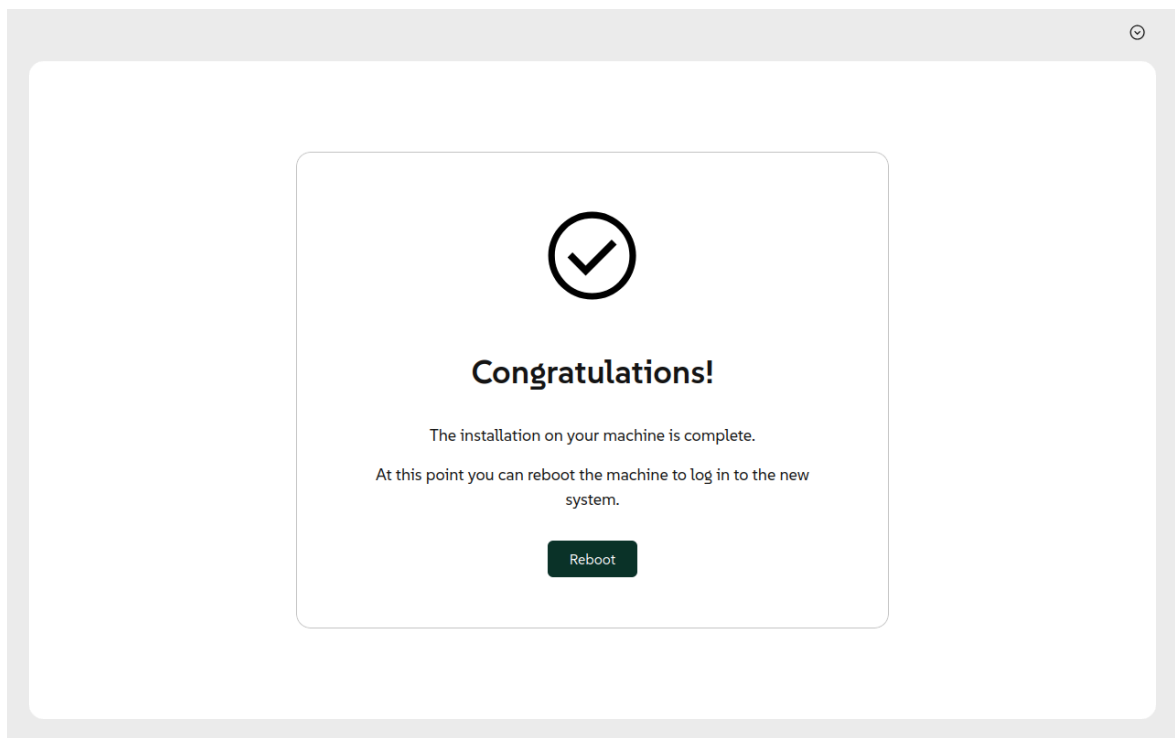 Congratulations!
The installation on your machine is complete.
At this point you can reboot the machine to log in to the new
system.
Reboot